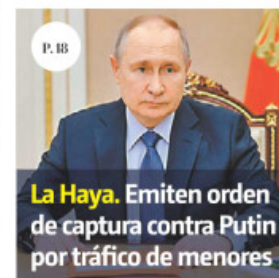 P. 18
La Haya. Emiten orden
de captura contra Putin
por tráfico de menores